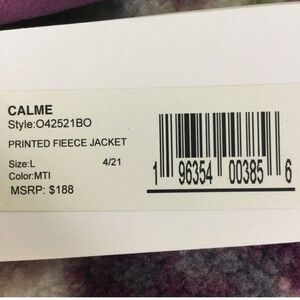 CALME
Style:O42521BO
PRINTED FIEECE JACKET
Size:L 4/21
Color:MTI
MSRP: $188
1 96354 00385 6